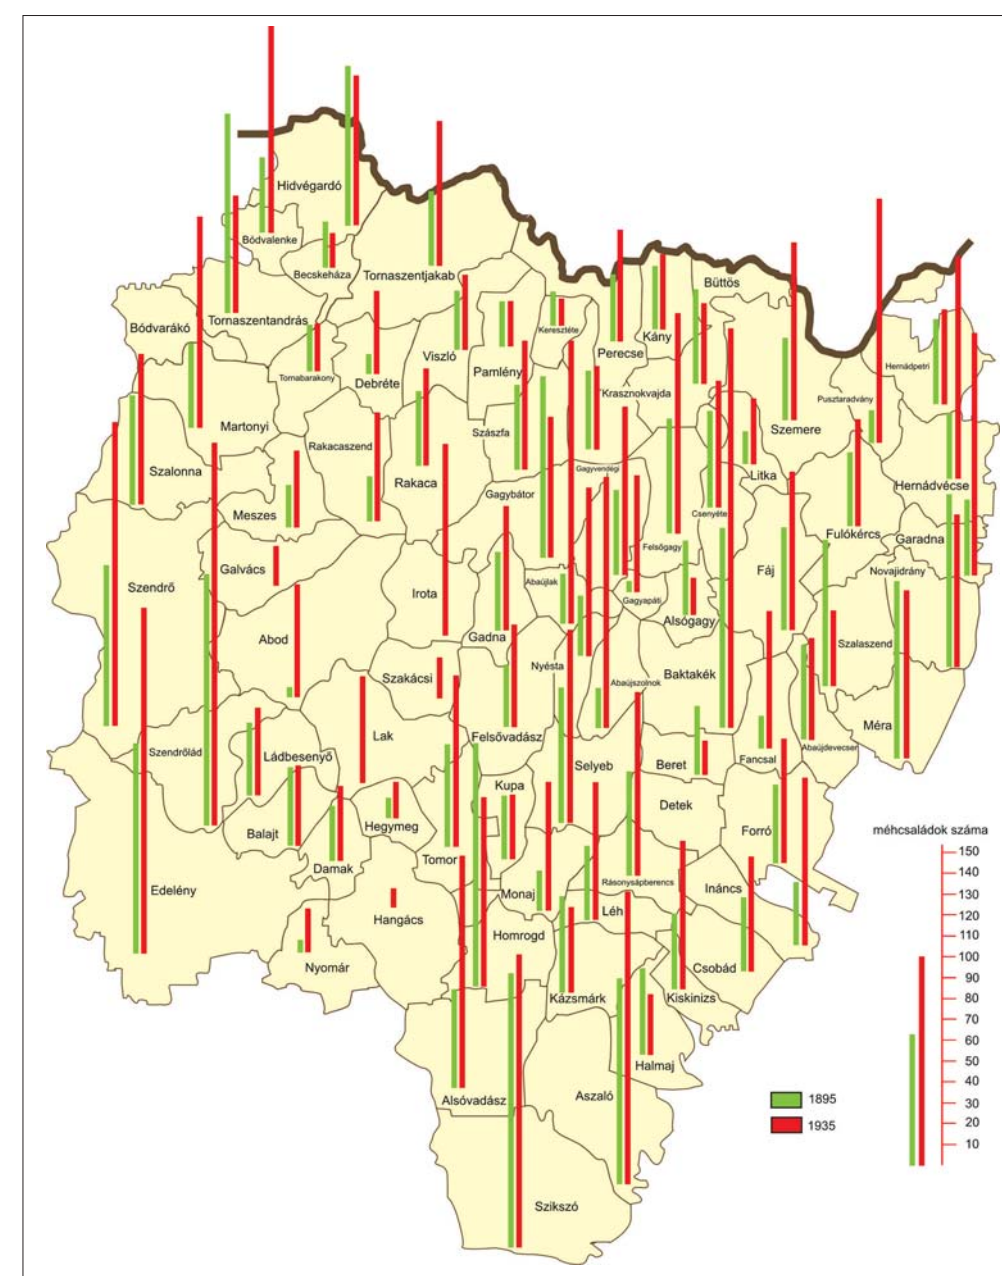 Hidvégardó
Bódvalenke
Becskeháza
Tornaszentjakab
Büttös
Tornaszentandrás
Bódvarákó
Keresztéte
Kány
Perecse
Viszló
Hernádpetri
Tornabarakony
Debréte
Pamlény
Krasznokvajda
Pusztaradvány
Martonyi
Szászfa
Szemere
Rakacaszend
Szalonna
Gagyvendégi
Litka
Rakaca
Hernádvécse
Gagybátor
Meszes
Csenyéte
Fulókércs
Garadna
Felsőgagy
Galvács
Fáj
Novajidrány
Szendrő
Abaújlak
Irota
Gagyapáti
Alsógagy
Abod
Gadna
Szalaszend
Nyésta
Szakácsi
Baktakék
Abaújszolnok
Méra
Lak
Felsővadász
Szendrőlád
Abaújdevecser
Ládbesenyő
Fancsal
Selyeb
Beret
Kupa
Detek
Hegymeg
Forró
Balajt
méhcsaládok száma
Tomor
Damak
Rásonysápberencs
Edelény
Ináncs
Monaj
Léh
Hangács
Homrogd
Nyomár
Csobád
Kázsmárk
Kiskinizs
Halmaj
Aszaló
Alsóvadász
Szikszó
150
140
130
120
110
100
90
80
70
60
50
40
30
20
10
1895
1935